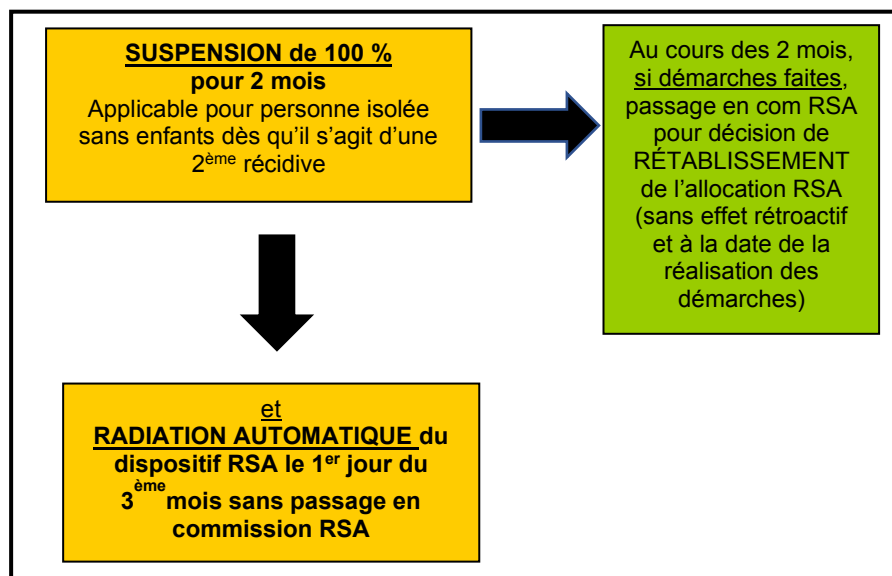 SUSPENSION de 100 %
pour 2 mois
Applicable pour personne isolée
sans enfants dès qu’il s’agit d’une
2ème récidive
Au cours des 2 mois,
si démarches faites,
passage en com RSA
pour décision de
RÉTABLISSEMENT
de l’allocation RSA
(sans effet rétroactif
et à la date de la
réalisation des
démarches)
et
RADIATION AUTOMATIQUE du
dispositif RSA le 1er jour du
3ème mois sans passage en
commission RSA